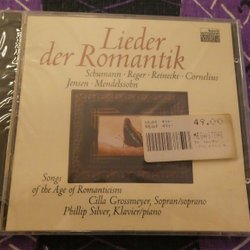 Lieder
der Romantik
Schumann · Reger · Reinecke · Cornelius
Jensen · Mendelssohn
49.00
Songs
of the Age of Romanticism
Cilla Grossmeyer, Sopran/soprano
Phillip Silver, Klavier/piano